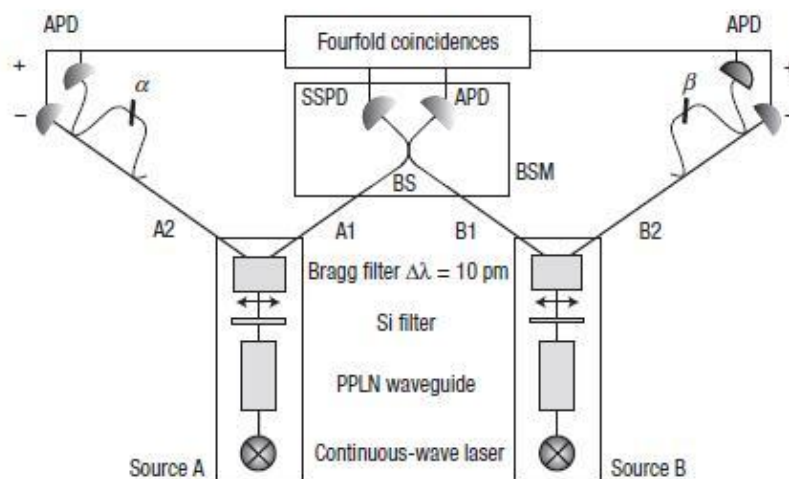 APD
APD
Fourfold coincidences
+
α
SSPD
APD
β
+
−
−
BS
BSM
A2
A1
B1
B2
Bragg filter Δλ = 10 pm
Si filter
PPLN waveguide
Continuous-wave laser
Source A
Source B